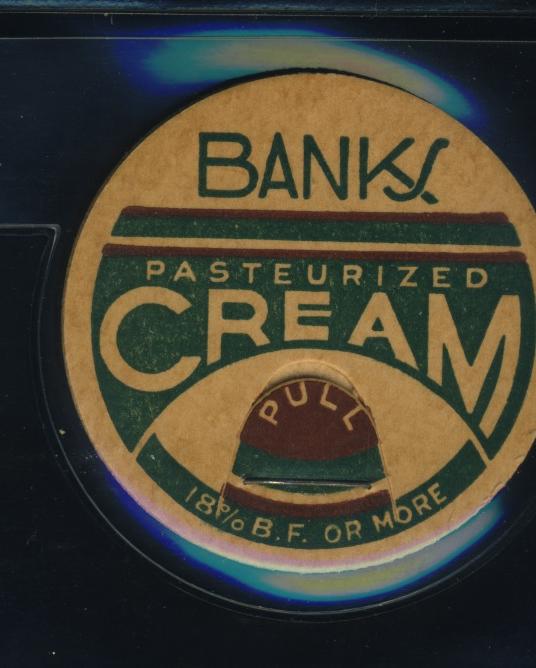 BANKS.
PASTEURIZED
CREAM
PULL
18% B.F. OR MORE